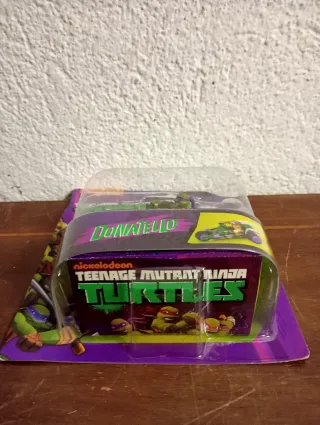 DONATELLO
nickelodeon
TEENAGE MUTANT NINJA
TURTLES